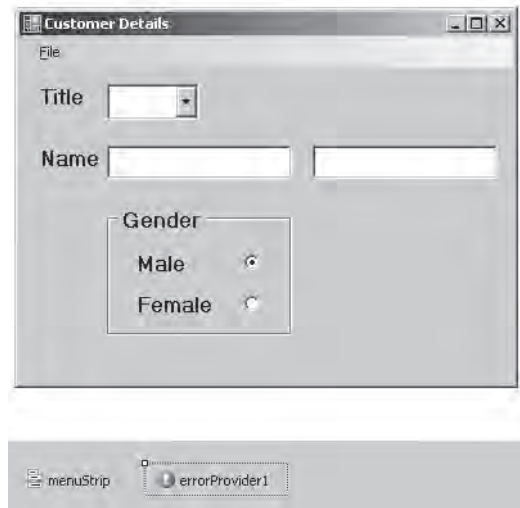 Customer Details
File
Title
Name
Gender
Male
Female
menuStrip
errorProvider1